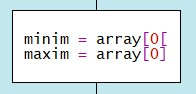 minim = array[0[
maxim = array[0]